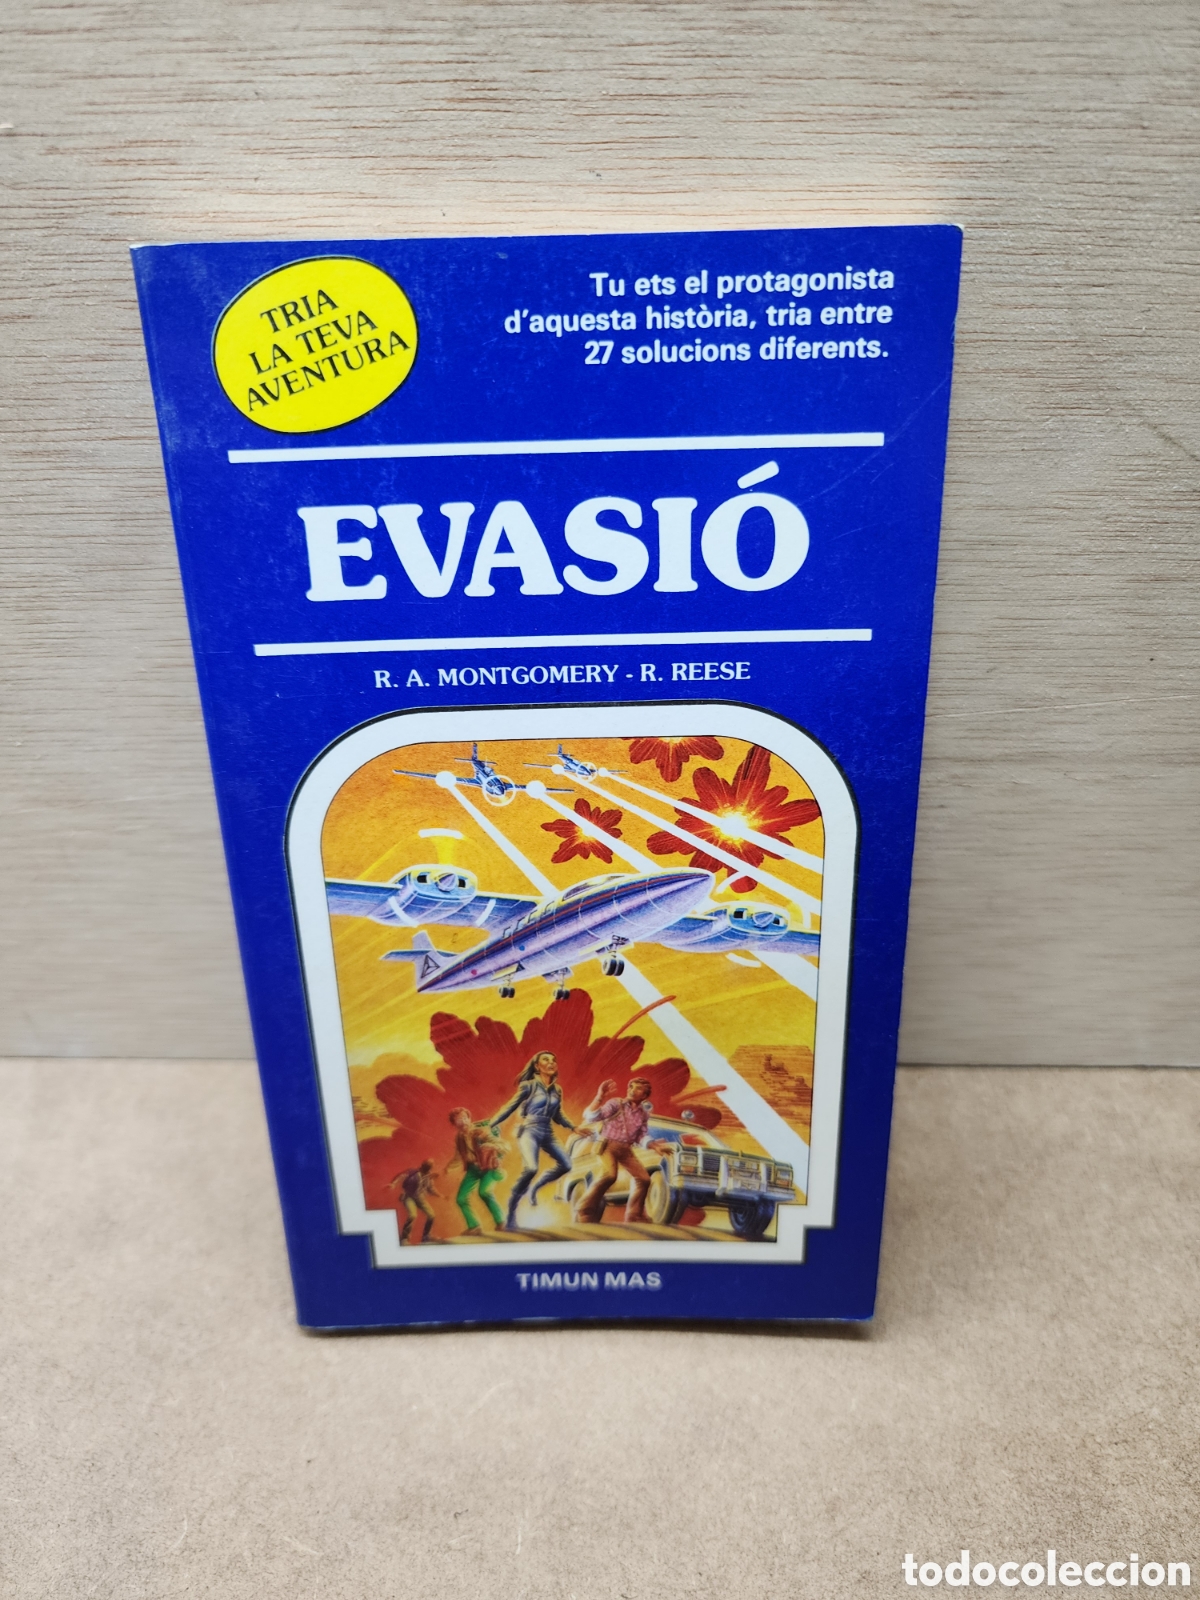 TRIA
LA TEVA
AVENTURA
Tu ets el protagonista
d'aquesta història, tria entre
27 solucions diferents.
EVASIÓ
R. A. MONTGOMERY - R. REESE
TIMUN MAS
todocoleccion